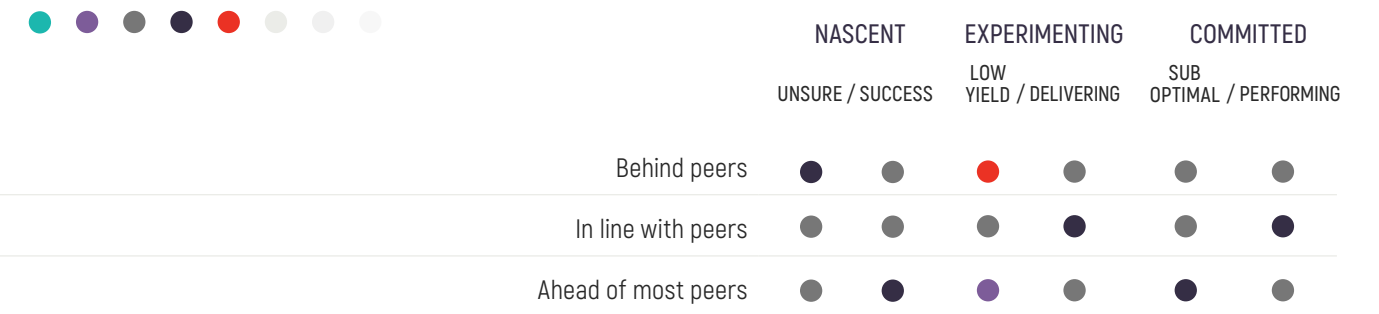 NASCENT EXPERIMENTING COMMITTED
UNSURE / SUCCESS LOW YIELD / DELIVERING SUB OPTIMAL / PERFORMING
Behind peers
In line with peers
Ahead of most peers